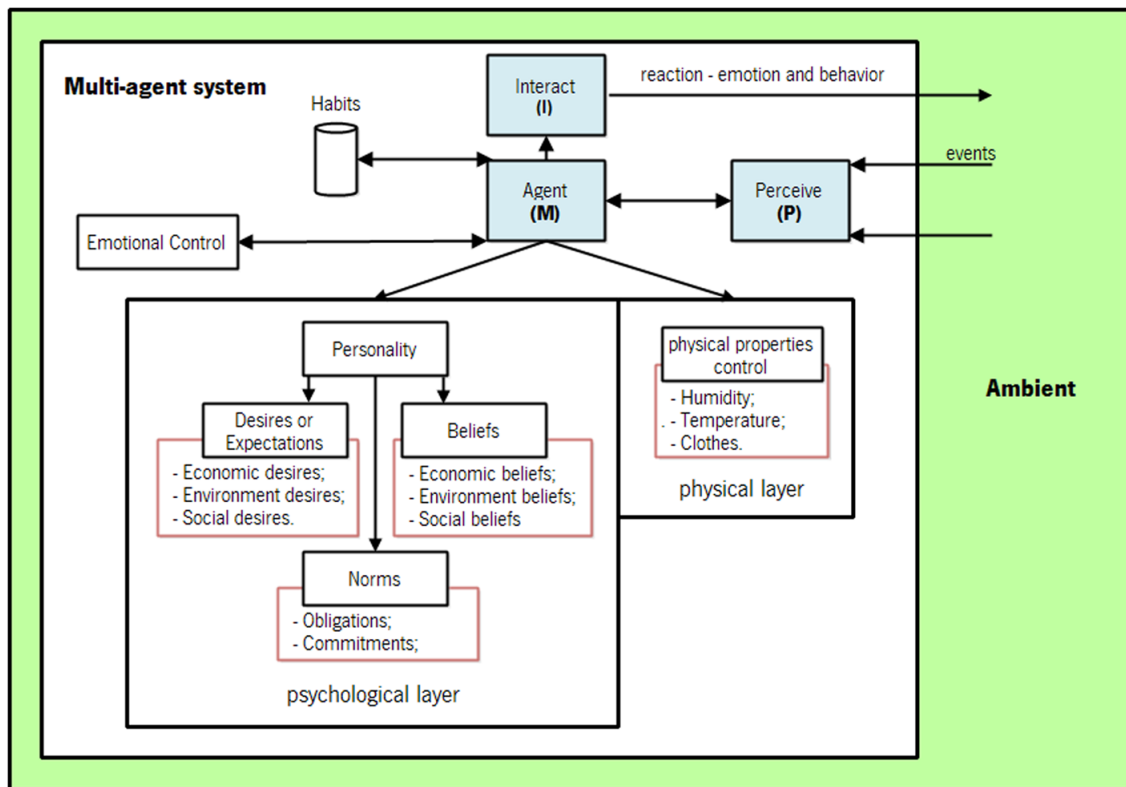 Multi-agent system
Habits
Interact
(I)
reaction - emotion and behavior
events
Agent
(M)
Perceive
(P)
Emotional Control
Ambient
Personality
Desires or
Expectations
- Economic desires;
- Environment desires;
- Social desires.
Beliefs
- Economic beliefs;
- Environment beliefs;
- Social beliefs
Norms
- Obligations;
- Commitments;
psychological layer
physical properties
control
- Humidity;
. - Temperature;
- Clothes.
physical layer